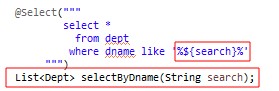 @Select("""
select *
from dept
where dname like '%${search}%'
""")
List<Dept> selectByDname(String search);